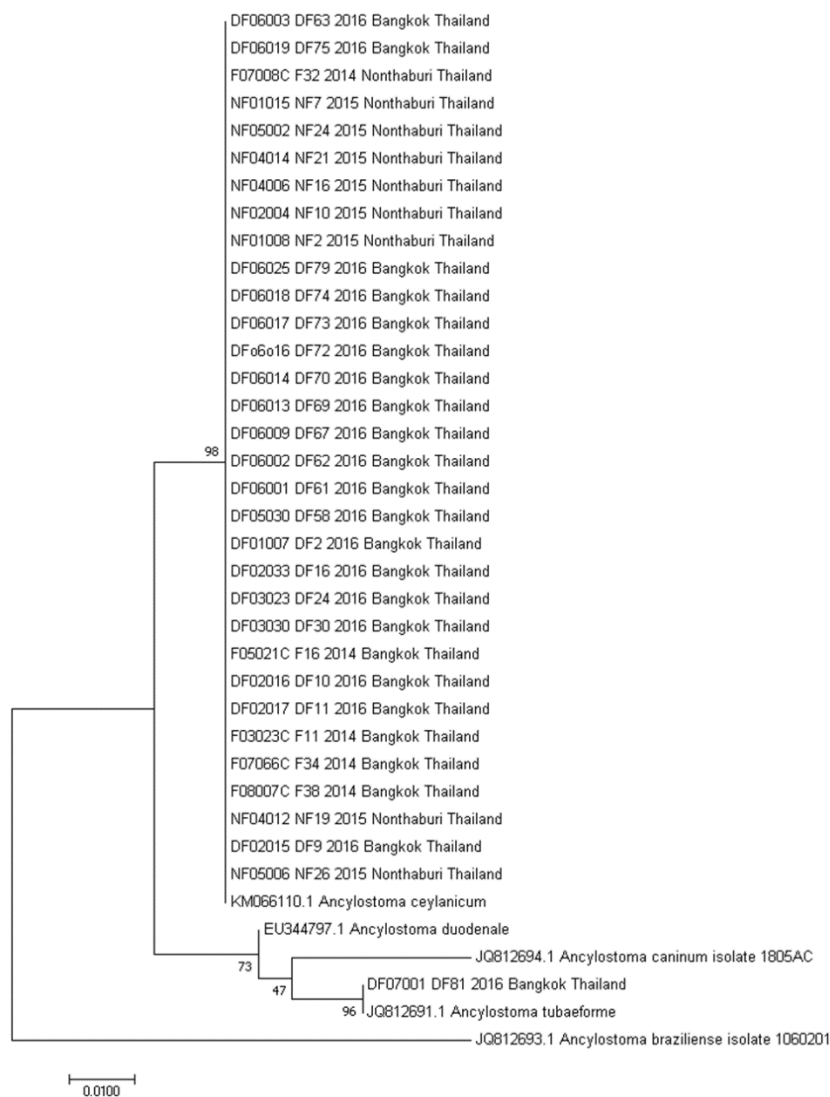 DF06003 DF63 2016 Bangkok Thailand
DF06019 DF75 2016 Bangkok Thailand
F07008C F32 2014 Nonthaburi Thailand
NF01015 NF7 2015 Nonthaburi Thailand
NF05002 NF24 2015 Nonthaburi Thailand
NF04014 NF21 2015 Nonthaburi Thailand
NF04006 NF16 2015 Nonthaburi Thailand
NF02004 NF10 2015 Nonthaburi Thailand
NF01008 NF2 2015 Nonthaburi Thailand
DF06025 DF79 2016 Bangkok Thailand
DF06018 DF74 2016 Bangkok Thailand
DF06017 DF73 2016 Bangkok Thailand
DFo6o16 DF72 2016 Bangkok Thailand
DF06014 DF70 2016 Bangkok Thailand
DF06013 DF69 2016 Bangkok Thailand
DF06009 DF67 2016 Bangkok Thailand
98
DF06002 DF62 2016 Bangkok Thailand
DF06001 DF61 2016 Bangkok Thailand
DF05030 DF58 2016 Bangkok Thailand
DF01007 DF2 2016 Bangkok Thailand
DF02033 DF16 2016 Bangkok Thailand
DF03023 DF24 2016 Bangkok Thailand
DF03030 DF30 2016 Bangkok Thailand
F05021C F16 2014 Bangkok Thailand
DF02016 DF10 2016 Bangkok Thailand
DF02017 DF11 2016 Bangkok Thailand
F03023C F11 2014 Bangkok Thailand
F07066C F34 2014 Bangkok Thailand
F08007C F38 2014 Bangkok Thailand
NF04012 NF19 2015 Nonthaburi Thailand
DF02015 DF9 2016 Bangkok Thailand
NF05006 NF26 2015 Nonthaburi Thailand
KM066110.1 Ancylostoma ceylanicum
EU344797.1 Ancylostoma duodenale
73
JQ812694.1 Ancylostoma caninum isolate 1805AC
47
DF07001 DF81 2016 Bangkok Thailand
96
JQ812691.1 Ancylostoma tubaeforme
JQ812693.1 Ancylostoma braziliense isolate 1060201
0.0100